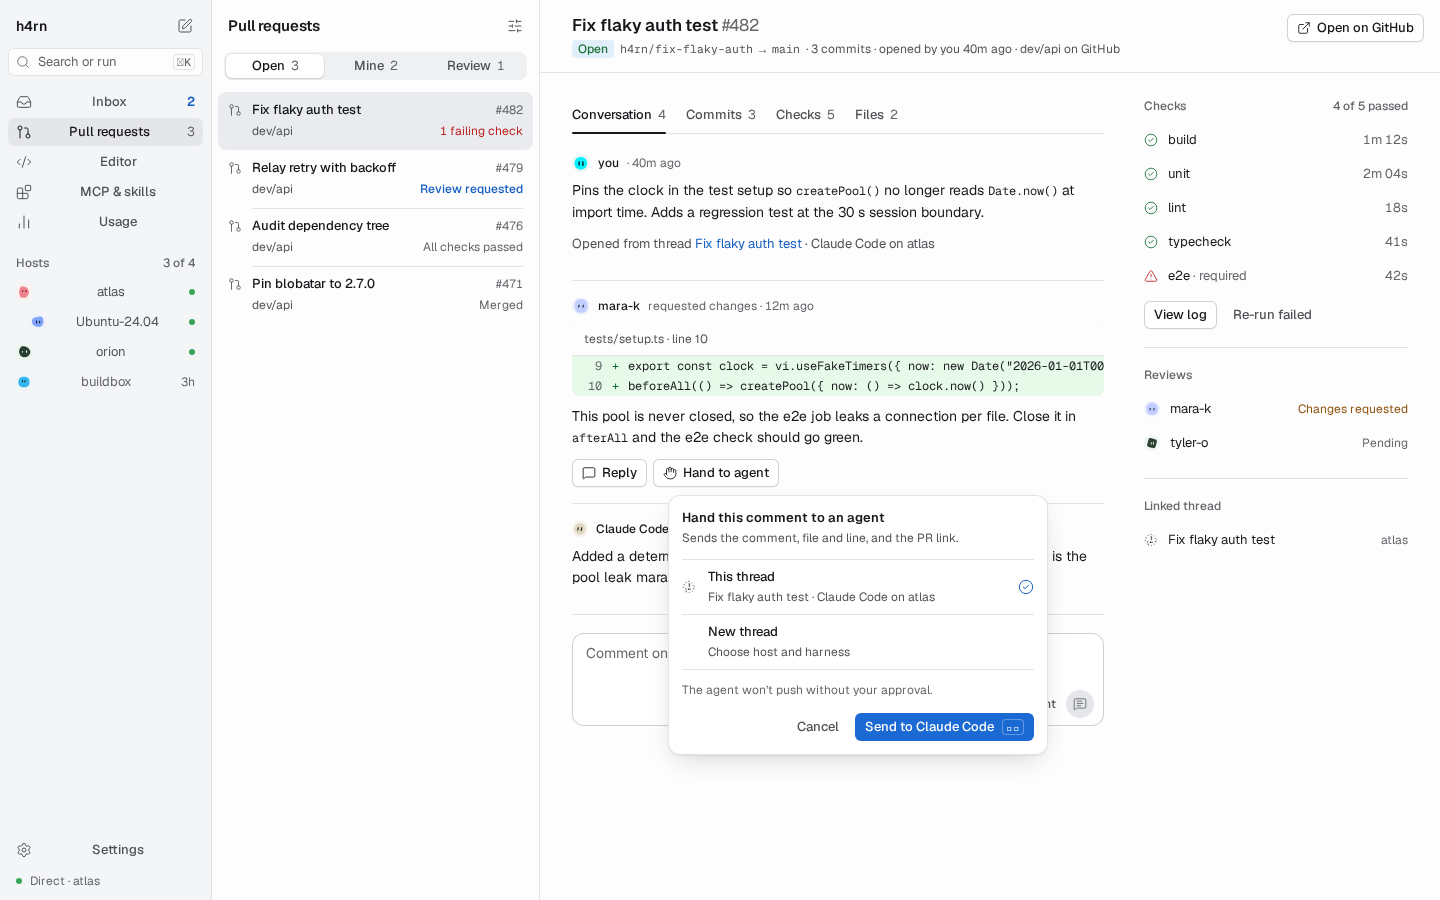 h4rn
Search or run
⌘K
Inbox 2
Pull requests 3
Editor
MCP & skills
Usage
Hosts 3 of 4
atlas
Ubuntu-24.04
orion
buildbox 3h
Settings
Direct · atlas
Pull requests
Open 3 Mine 2 Review 1
Fix flaky auth test #482
dev/api 1 failing check
Relay retry with backoff #479
dev/api Review requested
Audit dependency tree #476
dev/api All checks passed
Pin blobatar to 2.7.0 #471
dev/api Merged
Fix flaky auth test #482
Open h4rn/fix-flaky-auth → main · 3 commits · opened by you 40m ago · dev/api on GitHub
Open on GitHub
Conversation 4 Commits 3 Checks 5 Files 2
you · 40m ago
Pins the clock in the test setup so createPool() no longer reads Date.now() at
import time. Adds a regression test at the 30 s session boundary.
Opened from thread Fix flaky auth test · Claude Code on atlas
mara-k requested changes · 12m ago
tests/setup.ts · line 10
9 + export const clock = vi.useFakeTimers({ now: new Date("2026-01-01T00
10 + beforeAll(() => createPool({ now: () => clock.now() }));
This pool is never closed, so the e2e job leaks a connection per file. Close it in
afterAll and the e2e check should go green.
Reply Hand to agent
Claude Code
Added a determ is the
pool leak mara
Comment on
nt
Hand this comment to an agent
Sends the comment, file and line, and the PR link.
This thread
Fix flaky auth test · Claude Code on atlas
New thread
Choose host and harness
The agent won't push without your approval.
Cancel Send to Claude Code
Checks 4 of 5 passed
build 1m 12s
unit 2m 04s
lint 18s
typecheck 41s
e2e · required 42s
View log Re-run failed
Reviews
mara-k Changes requested
tyler-o Pending
Linked thread
Fix flaky auth test atlas